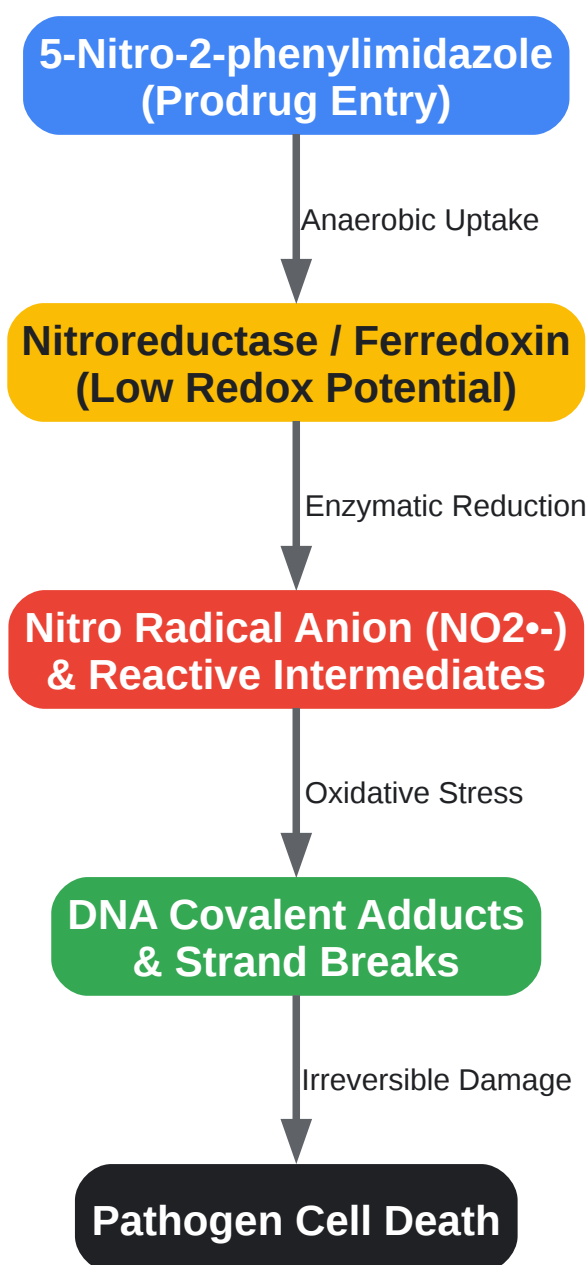 5-Nitro-2-phenylimidazole
(Prodrug Entry)
Anaerobic Uptake
Nitroreductase / Ferredoxin
(Low Redox Potential)
Enzymatic Reduction
Nitro Radical Anion (NO2•-)
& Reactive Intermediates
Oxidative Stress
DNA Covalent Adducts
& Strand Breaks
Irreversible Damage
Pathogen Cell Death